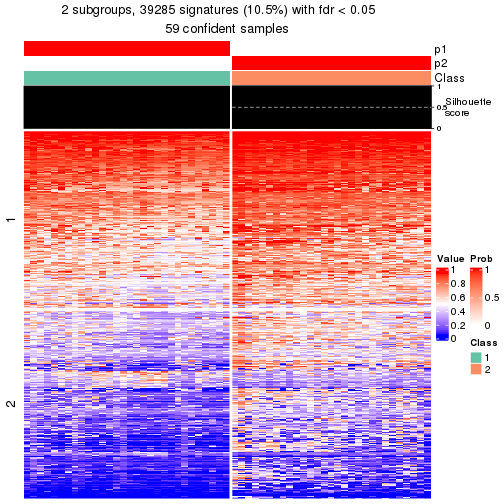 2 subgroups, 39285 signatures (10.5%) with fdr < 0.05
59 confident samples
p1
p2
Class
1
0.5
0
Silhouette
score
1
2
Value
1
0.8
0.6
0.4
0.2
0
Prob
1
0.5
0
Class
1
2